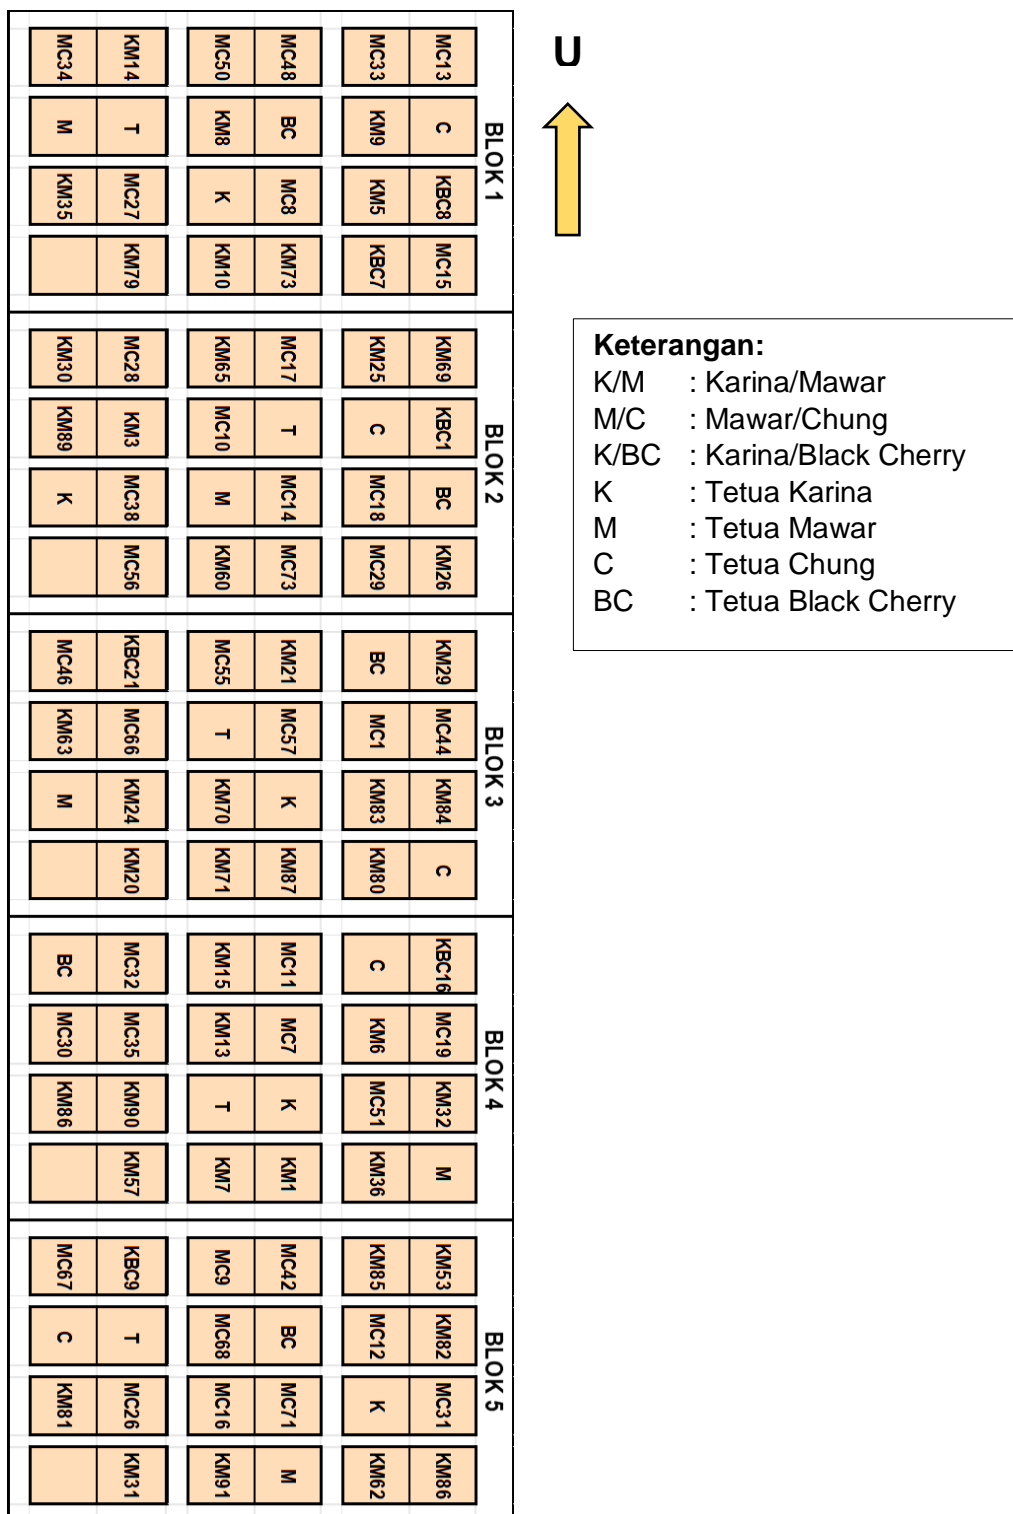 U
MC34 KM14 MC50 MC48 MC33 MC13
M T KM8 BC KM9 C
KM35 MC27 K MC8 KM5 KBC8
KM79 KM10 KM73 KBC7 MC15
BLOK 1
KM30 MC28 KM65 MC17 KM25 KM69
KM89 KM3 MC10 T C KBC1
K MC38 M MC14 MC18 BC
MC56 KM60 MC73 MC29 KM26
BLOK 2
MC46 KBC21 MC55 KM21 BC KM29
KM63 MC66 T MC57 MC1 MC44
M KM24 KM70 K KM83 KM84
KM20 KM71 KM87 KM80 C
BLOK 3
BC MC32 KM15 MC11 C KBC16
MC30 MC35 KM13 MC7 KM6 MC19
KM86 KM90 T K MC51 KM32
KM57 KM7 KM1 KM36 M
BLOK 4
MC67 KBC9 MC9 MC42 KM85 KM53
C T MC68 BC MC12 KM82
KM81 MC26 MC16 MC71 K MC31
KM31 KM91 M KM62 KM86
BLOK 5
Keterangan:
K/M : Karina/Mawar
M/C : Mawar/Chung
K/BC : Karina/Black Cherry
K : Tetua Karina
M : Tetua Mawar
C : Tetua Chung
BC : Tetua Black Cherry